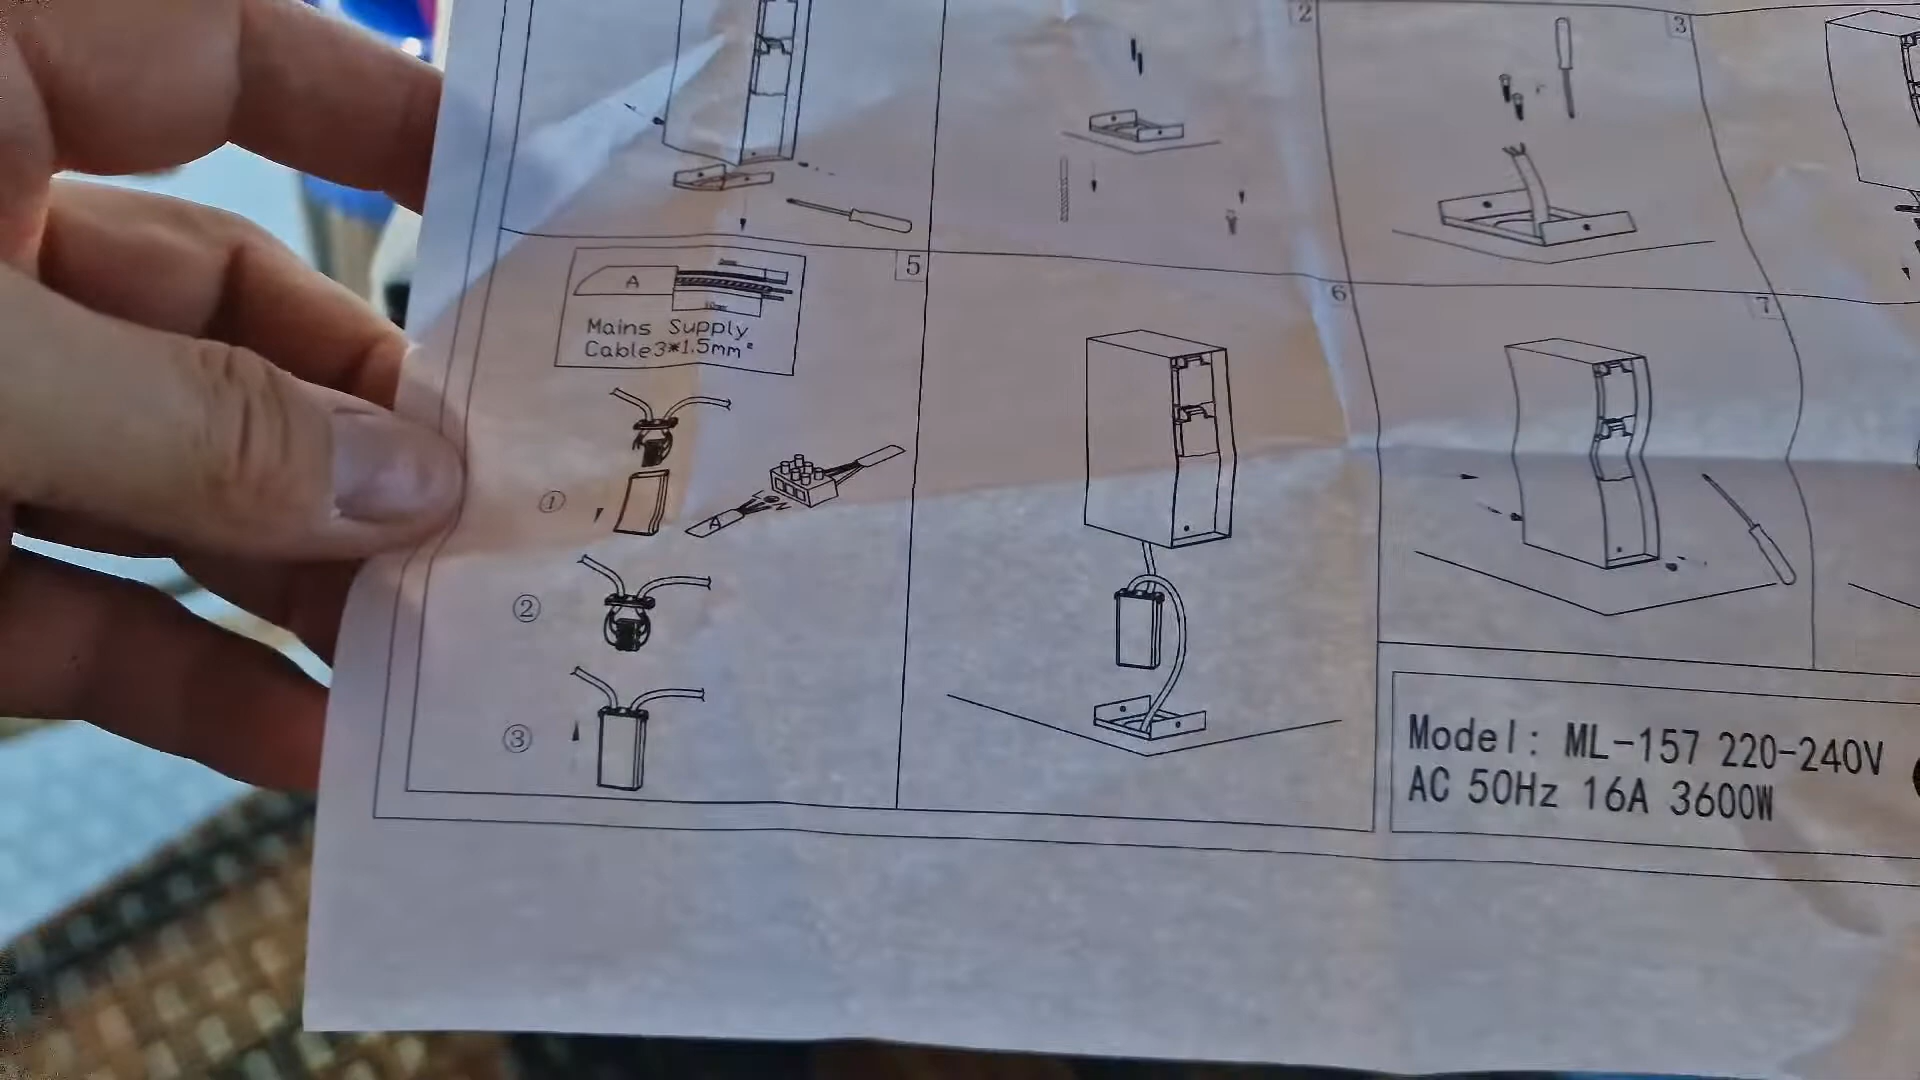 2
3
5
A
Mains Supply
Cable3*1.5mm²
6
7
①
A
②
③
Model: ML-157 220-240V
AC 50Hz 16A 3600W